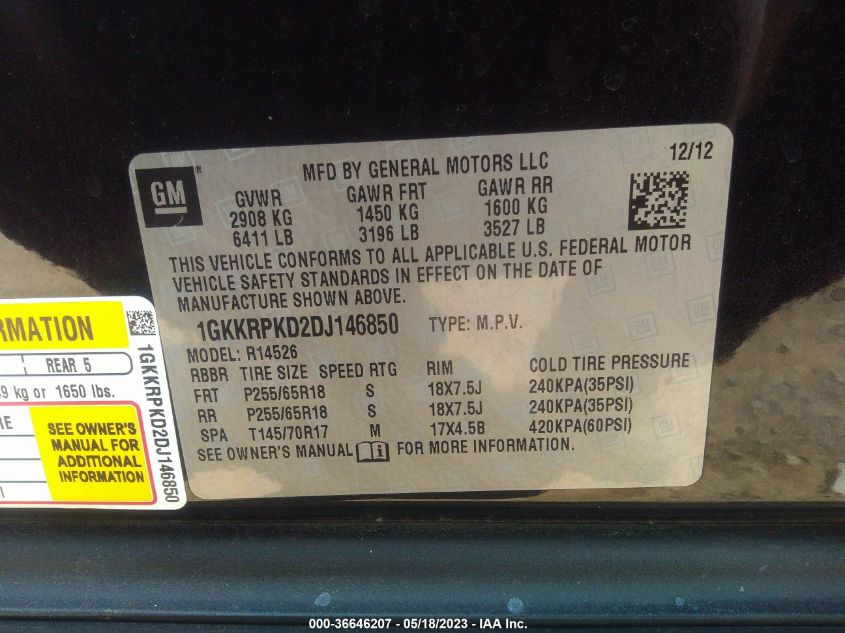 GM
®
MFD BY GENERAL MOTORS LLC
12/12
GVWR GAWR FRT GAWR RR
2908 KG 1450 KG 1600 KG
6411 LB 3196 LB 3527 LB
THIS VEHICLE CONFORMS TO ALL APPLICABLE U.S. FEDERAL MOTOR
VEHICLE SAFETY STANDARDS IN EFFECT ON THE DATE OF
MANUFACTURE SHOWN ABOVE.
1GKKRPKD2DJ146850 TYPE: M.P.V.
MODEL: R14526
RBBR TIRE SIZE SPEED RTG RIM COLD TIRE PRESSURE
FRT P255/65R18 S 18X7.5J 240KPA(35PSI)
RR P255/65R18 S 18X7.5J 240KPA(35PSI)
SPA T145/70R17 M 17X4.5B 420KPA(60PSI)
SEE OWNER'S MANUAL FOR MORE INFORMATION.
REAR 5
kg or 1650 lbs.
SEE OWNER'S
MANUAL FOR
ADDITIONAL
INFORMATION
1GKKRPKD2DJ146850
000-36646207 - 05/18/2023 - IAA Inc.